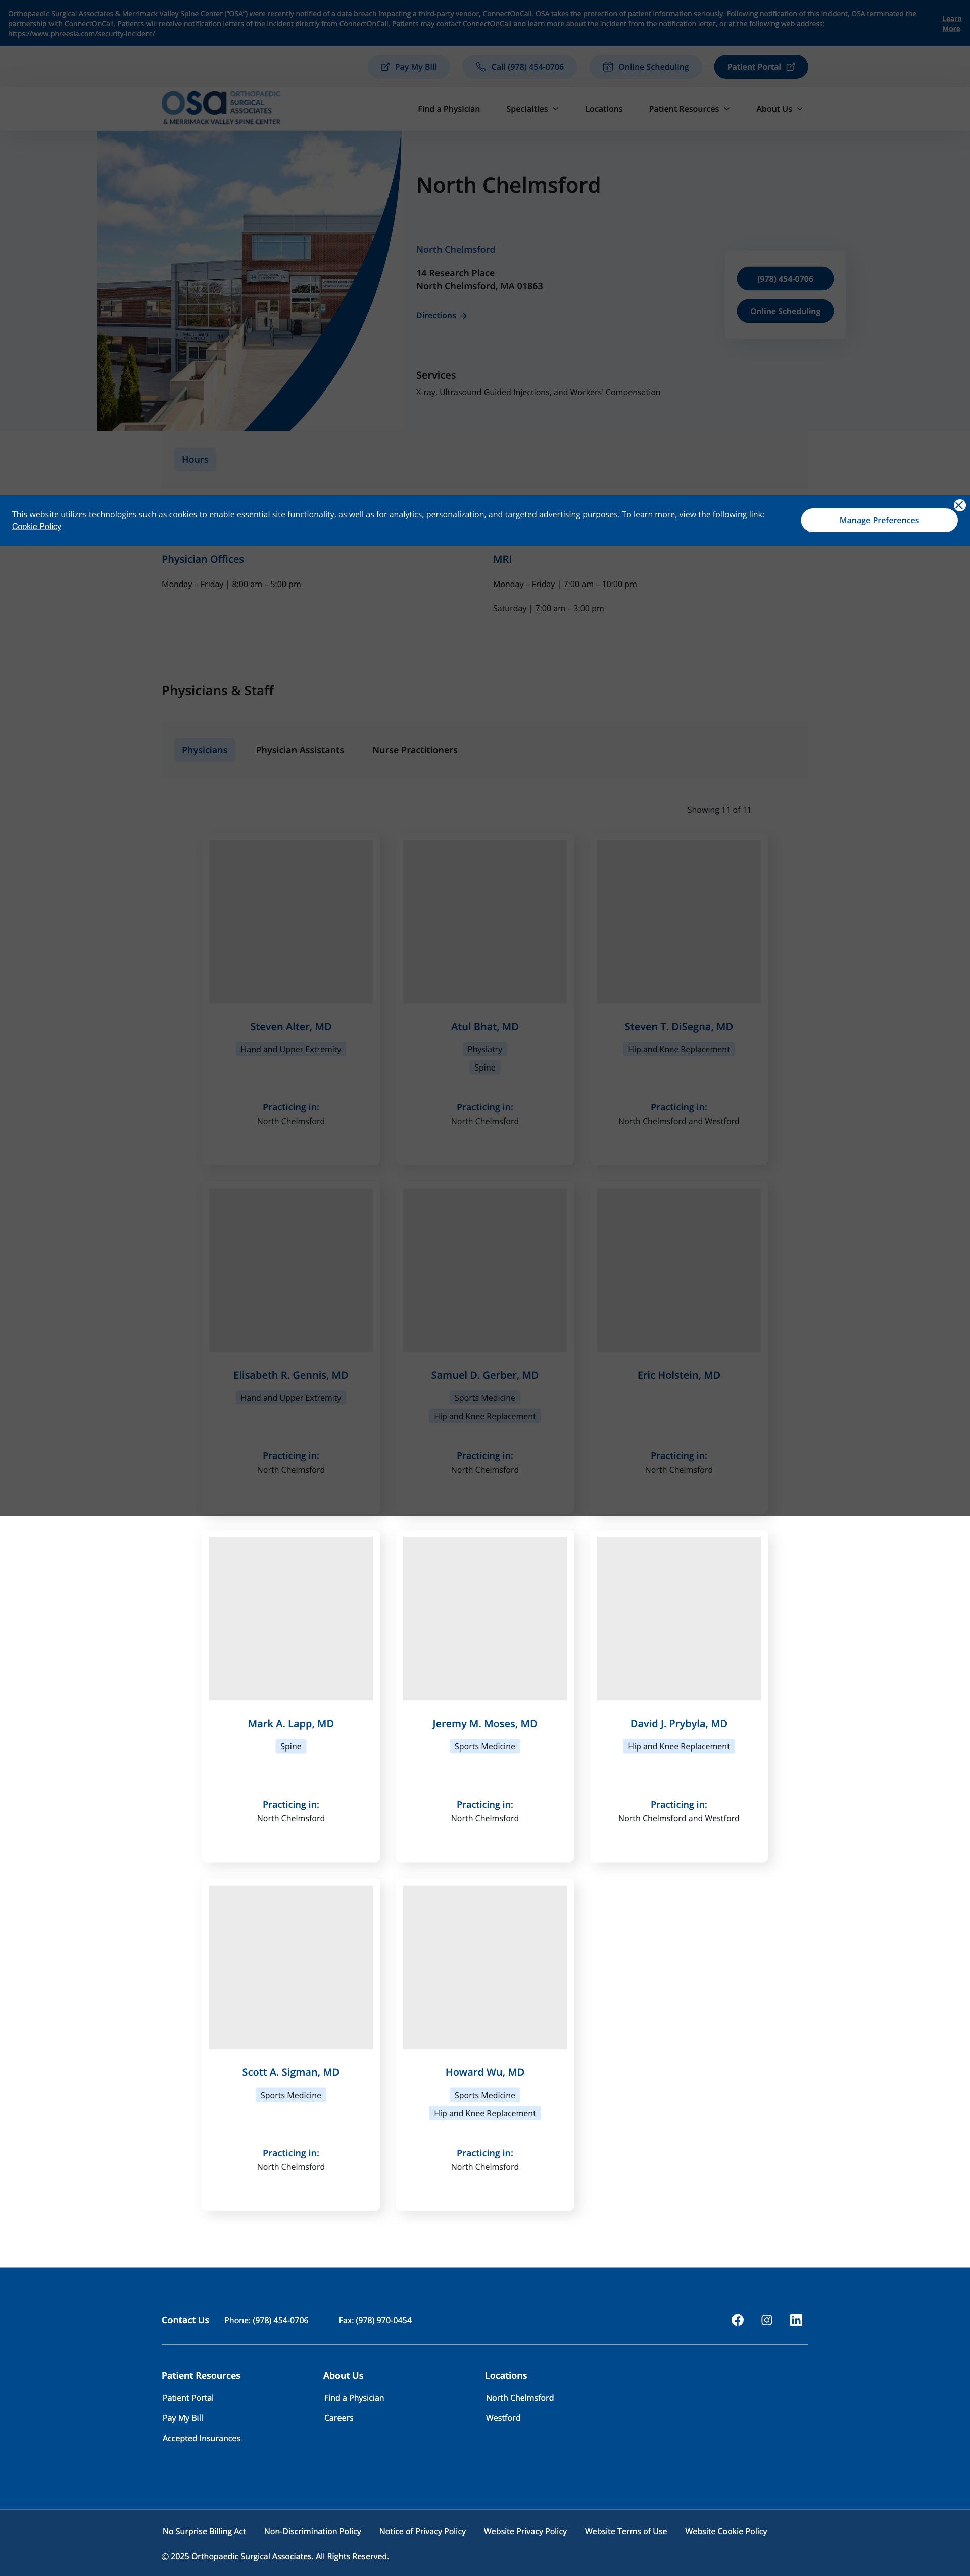 Orthopaedic Surgical Associates & Merrimack Valley Spine Center ("OSA") were recently notified of a data breach impacting a third-party vendor, ConnectOnCall. OSA takes the protection of patient information seriously. Following notification of this incident, OSA terminated the
partnership with ConnectOnCall. Patients will receive notification letters of the incident directly from ConnectOnCall. Patients may contact ConnectOnCall and learn more about the incident from the notification letter, or at the following web address:
https://www.phreesia.com/security-incident/
Learn
More
Pay My Bill
Call (978) 454-0706
Online Scheduling
Patient Portal
osa ORTHOPAEDIC
SURGICAL
ASSOCIATES
& MERRIMACK VALLEY SPINE CENTER
Find a Physician
Specialties
Locations
Patient Resources
About Us
North Chelmsford
North Chelmsford
14 Research Place
North Chelmsford, MA 01863
Directions
(978) 454-0706
Online Scheduling
Services
X-ray, Ultrasound Guided Injections, and Workers' Compensation
Hours
This website utilizes technologies such as cookies to enable essential site functionality, as well as for analytics, personalization, and targeted advertising purposes. To learn more, view the following link:
Cookie Policy
Manage Preferences
Physician Offices
Monday – Friday | 8:00 am – 5:00 pm
MRI
Monday – Friday | 7:00 am – 10:00 pm
Saturday | 7:00 am – 3:00 pm
Physicians & Staff
Physicians
Physician Assistants
Nurse Practitioners
Showing 11 of 11
Steven Alter, MD
Hand and Upper Extremity
Practicing in:
North Chelmsford
Atul Bhat, MD
Physiatry
Spine
Practicing in:
North Chelmsford
Steven T. DiSegna, MD
Hip and Knee Replacement
Practicing in:
North Chelmsford and Westford
Elisabeth R. Gennis, MD
Hand and Upper Extremity
Practicing in:
North Chelmsford
Samuel D. Gerber, MD
Sports Medicine
Hip and Knee Replacement
Practicing in:
North Chelmsford
Eric Holstein, MD
Practicing in:
North Chelmsford
Mark A. Lapp, MD
Spine
Practicing in:
North Chelmsford
Jeremy M. Moses, MD
Sports Medicine
Practicing in:
North Chelmsford
David J. Prybyla, MD
Hip and Knee Replacement
Practicing in:
North Chelmsford and Westford
Scott A. Sigman, MD
Sports Medicine
Practicing in:
North Chelmsford
Howard Wu, MD
Sports Medicine
Hip and Knee Replacement
Practicing in:
North Chelmsford
Contact Us
Phone: (978) 454-0706
Fax: (978) 970-0454
Patient Resources
Patient Portal
Pay My Bill
Accepted Insurances
About Us
Find a Physician
Careers
Locations
North Chelmsford
Westford
No Surprise Billing Act
Non-Discrimination Policy
Notice of Privacy Policy
Website Privacy Policy
Website Terms of Use
Website Cookie Policy
© 2025 Orthopaedic Surgical Associates. All Rights Reserved.